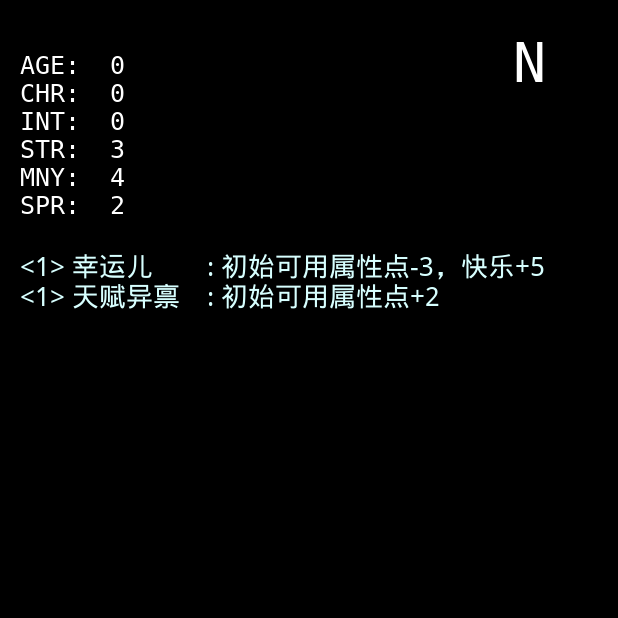 N
AGE: 0
CHR: 0
INT: 0
STR: 3
MNY: 4
SPR: 2
<1> 幸运儿 : 初始可用属性点-3，快乐+5
<1> 天赋异禀 : 初始可用属性点+2